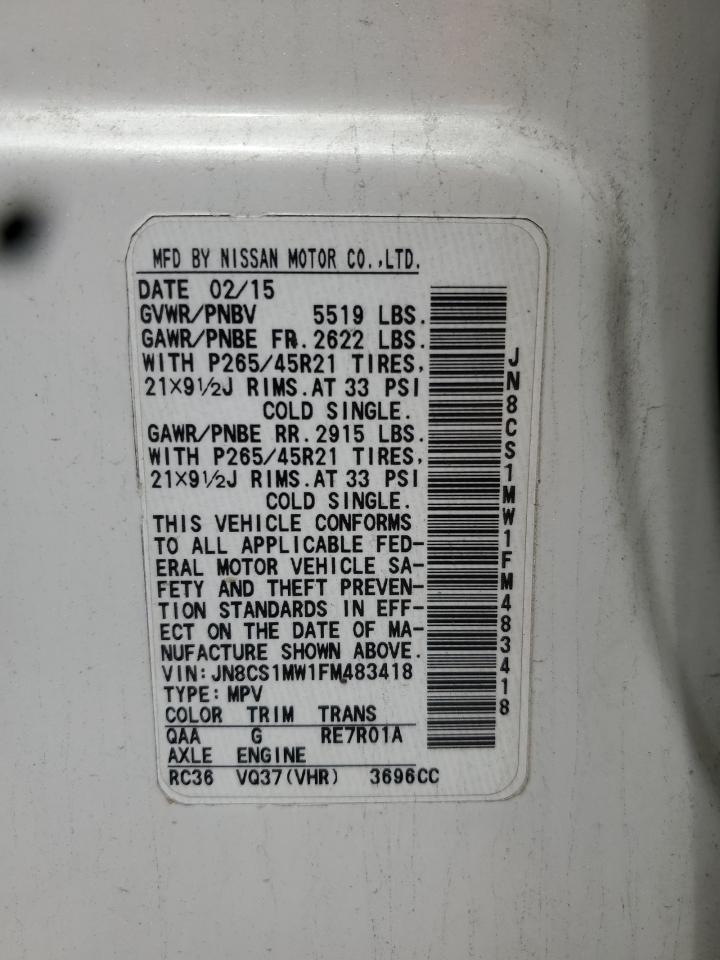 MFD BY NISSAN MOTOR CO.,LTD.
DATE 02/15
GVWR/PNBV 5519 LBS.
GAWR/PNBE FR. 2622 LBS.
WITH P265/45R21 TIRES,
21×9½J RIMS. AT 33 PSI
COLD SINGLE.
GAWR/PNBE RR. 2915 LBS.
WITH P265/45R21 TIRES,
21×9½J RIMS. AT 33 PSI
COLD SINGLE.
THIS VEHICLE CONFORMS
TO ALL APPLICABLE FED-
ERAL MOTOR VEHICLE SA-
FETY AND THEFT PREVEN-
TION STANDARDS IN EFF-
ECT ON THE DATE OF MA-
NUFACTURE SHOWN ABOVE.
VIN: JN8CS1MW1FM483418
TYPE: MPV
COLOR TRIM TRANS
QAA G RE7R01A
AXLE ENGINE
RC36 VQ37(VHR) 3696CC
JN8CS1MW1FM483418